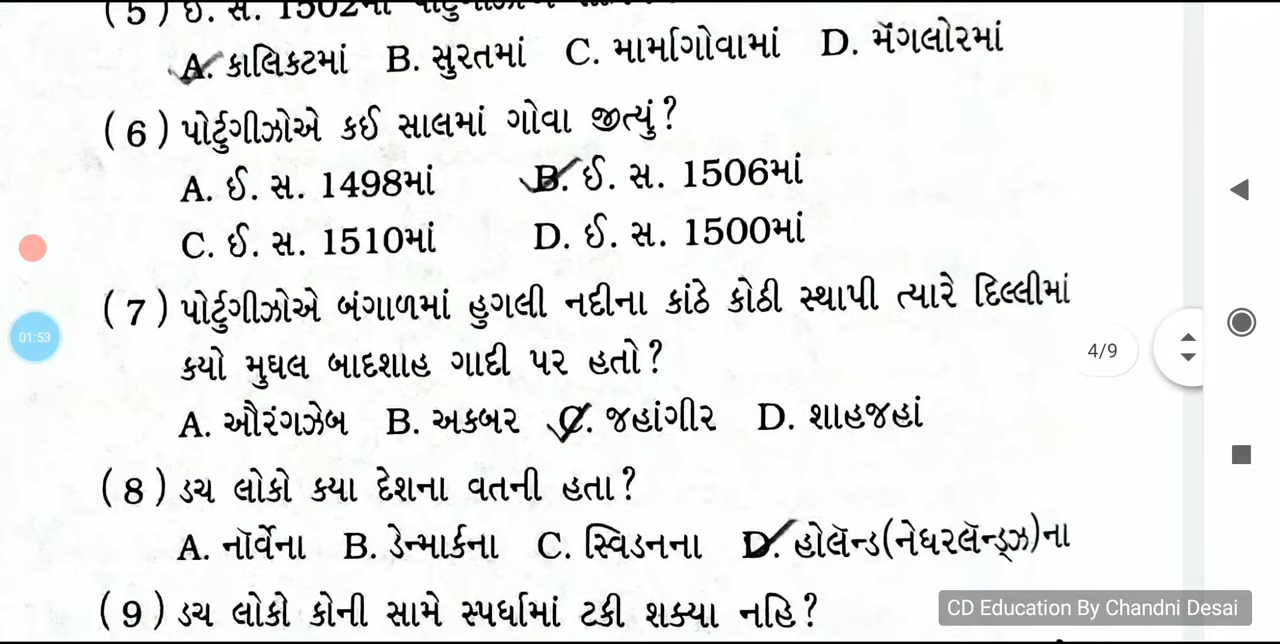 (5) ઈ. સ. 1502માં
A. કાલિકટમાં B. સુરતમાં C. માર્માગોવામાં D. મૅંગલોરમાં
(6) પોર્ટુગીઝોએ કઈ સાલમાં ગોવા જીત્યું?
A. ઈ. સ. 1498માં B. ઈ. સ. 1506માં
C. ઈ. સ. 1510માં D. ઈ. સ. 1500માં
(7) પોર્ટુગીઝોએ બંગાળમાં હુગલી નદીના કાંઠે કોઠી સ્થાપી ત્યારે દિલ્લીમાં
01:53
કયો મુઘલ બાદશાહ ગાદી પર હતો?
4/9
A. ઔરંગઝેબ B. અકબર C. જહાંગીર D. શાહજહાં
(8) ડચ લોકો કયા દેશના વતની હતા?
A. નૉર્વેના B. ડેન્માર્કના C. સ્વિડનના D. હોલૅન્ડ(નેધરલૅન્ડ્ઝ)ના
(9) ડચ લોકો કોની સામે સ્પર્ધામાં ટકી શક્યા નહિ?
CD Education By Chandni Desai